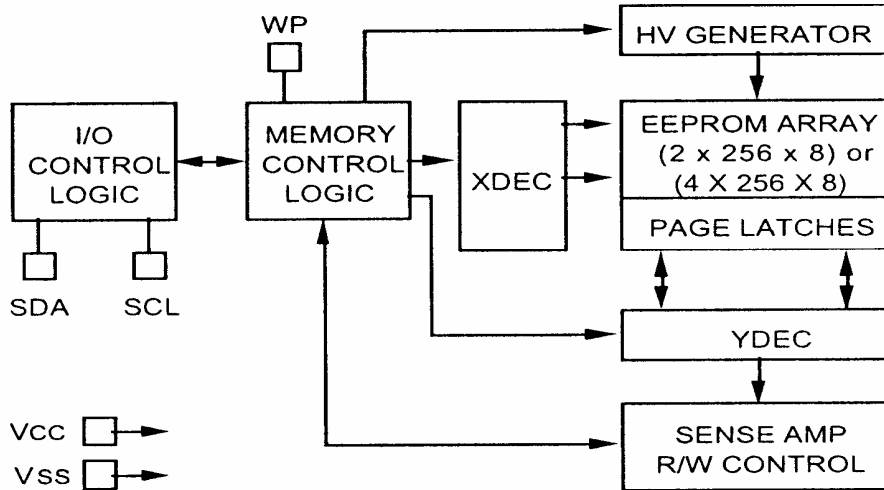 WP
HV GENERATOR
I/O
CONTROL
LOGIC
MEMORY
CONTROL
LOGIC
XDEC
EEPROM ARRAY
(2 x 256 x 8) or
(4 X 256 X 8)
PAGE LATCHES
SDA
SCL
YDEC
Vcc
Vss
SENSE AMP
R/W CONTROL